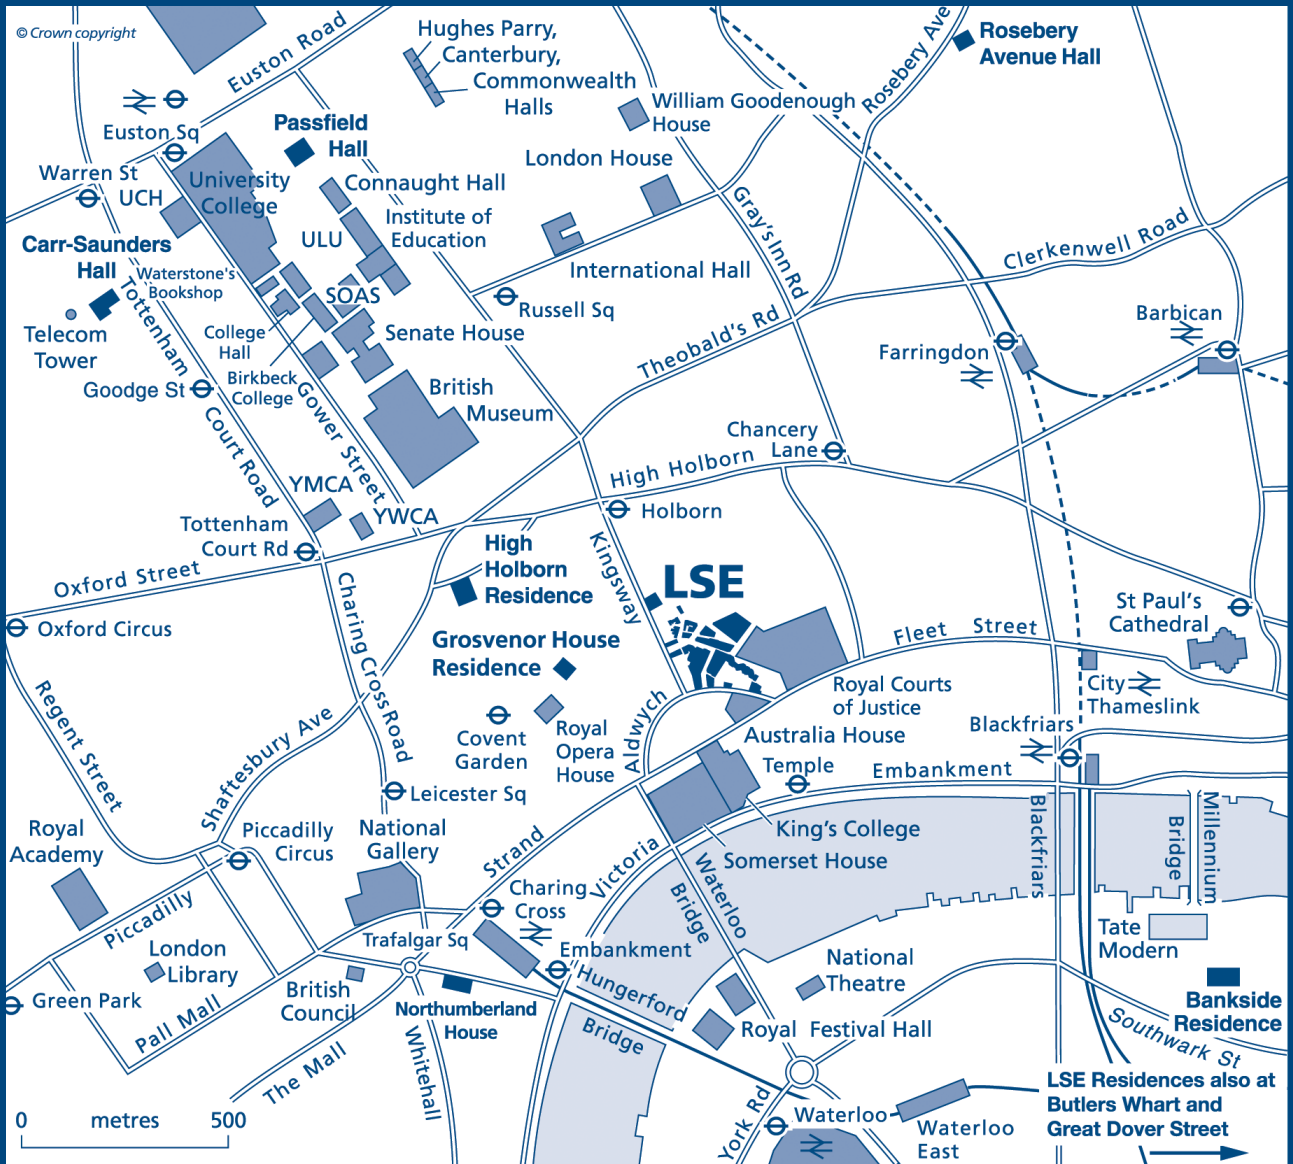 © Crown copyright
Euston Road
Hughes Parry,
Canterbury,
Commonwealth
Halls
Rosebery Ave
Rosebery
Avenue Hall
Euston Sq
Passfield
Hall
William Goodenough
House
London House
Warren St
UCH
University
College
Connaught Hall
Institute of
Education
ULU
Gray's Inn Rd
Clerkenwell Road
Carr-Saunders
Hall
Waterstone's
Bookshop
International Hall
SOAS
Russell Sq
Telecom
Tower
Tottenham
Court Road
College
Hall
Senate House
Theobald's Rd
Barbican
Farringdon
Goodge St
Birkbeck
College
Gower Street
British
Museum
Chancery
Lane
High Holborn
YMCA
YWCA
Holborn
Tottenham
Court Rd
Kingsway
High
Holborn
Residence
LSE
Oxford Street
Oxford Circus
Charing Cross Road
Grosvenor House
Residence
Fleet Street
St Paul's
Cathedral
Regent Street
Shaftesbury Ave
Covent
Garden
Royal
Opera
House
Aldwych
Royal Courts
of Justice
City
Thameslink
Australia House
Blackfriars
Temple
Embankment
Leicester Sq
Royal
Academy
Piccadilly
Circus
National
Gallery
Strand
Victoria
King's College
Somerset House
Waterloo
Bridge
Blackfriars
Bridge
Millennium
Piccadilly
London
Library
Charing
Cross
Trafalgar Sq
Embankment
Tate
Modern
National
Theatre
Green Park
Pall Mall
British
Council
Northumberland
House
Hungerford
Bridge
Royal Festival Hall
Bankside
Residence
Southwark St
The Mall
Whitehall
0 metres 500
York Rd
Waterloo
Waterloo
East
LSE Residences also at
Butlers Whart and
Great Dover Street